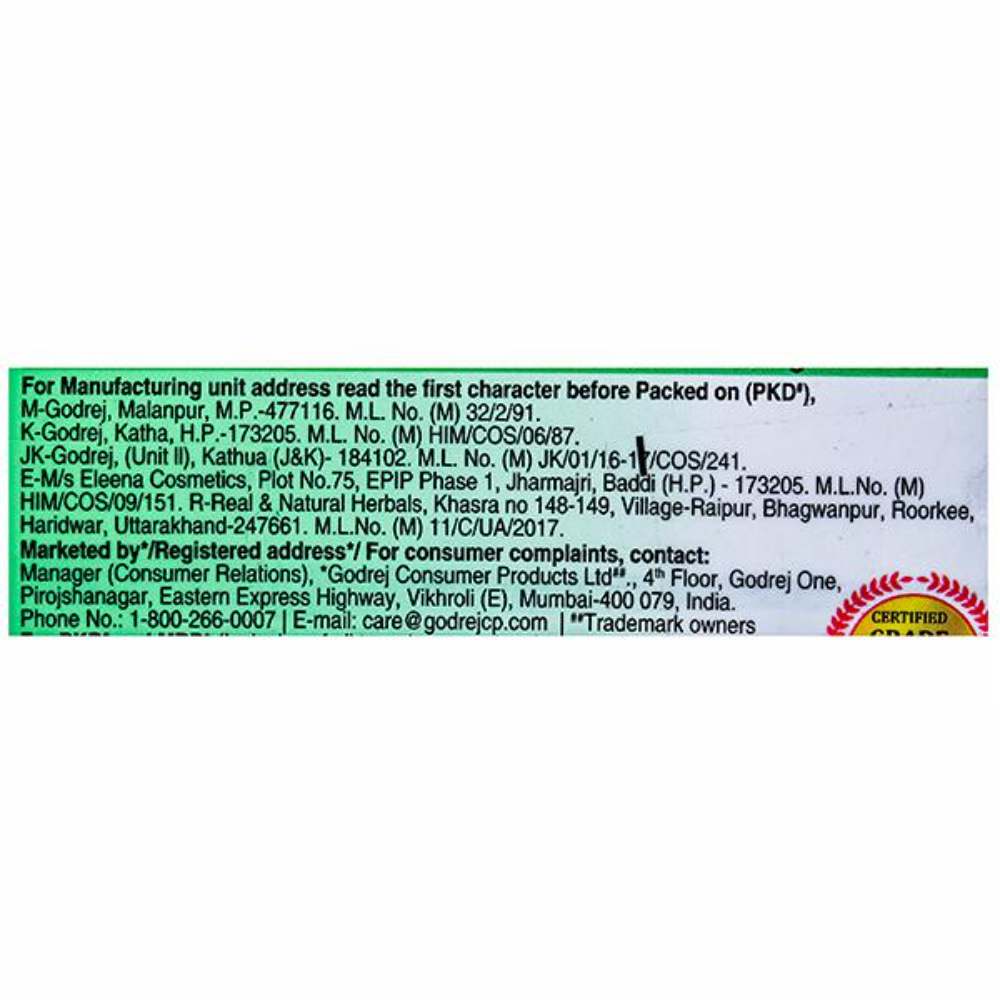 For Manufacturing unit address read the first character before Packed on (PKD#),
M-Godrej, Malanpur, M.P.-477116. M.L. No. (M) 32/2/91.
K-Godrej, Katha, H.P.-173205. M.L. No. (M) HIM/COS/06/87.
JK-Godrej, (Unit II), Kathua (J&K)- 184102. M.L. No. (M) JK/01/16-17/COS/241.
E-M/s Eleena Cosmetics, Plot No.75, EPIP Phase 1, Jharmajri, Baddi (H.P.) - 173205. M.L.No. (M)
HIM/COS/09/151. R-Real & Natural Herbals, Khasra no 148-149, Village-Raipur, Bhagwanpur, Roorkee,
Haridwar, Uttarakhand-247661. M.L.No. (M) 11/C/UA/2017.
Marketed by*/Registered address*/ For consumer complaints, contact:
Manager (Consumer Relations), *Godrej Consumer Products Ltd##., 4th Floor, Godrej One,
Pirojshanagar, Eastern Express Highway, Vikhroli (E), Mumbai-400 079, India.
Phone No.: 1-800-266-0007 | E-mail: care@godrejcp.com | ##Trademark owners
CERTIFIED